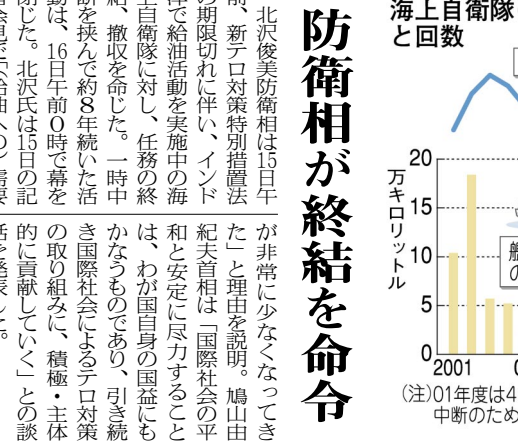 防衛相が終結を命令
北沢俊美防衛相は15日午
前、新テロ対策特別措置法
の期限切れに伴い、インド
洋で給油活動を実施中の海
上自衛隊に対し、任務の終
結、撤収を命じた。一時中
断を挟んで約8年続いた活
動は、16日午前0時で幕を
閉じた。北沢氏は15日の記
が非常に少なくなってき
た」と理由を説明。鳩山由
紀夫首相は「国際社会の平
和と安定に尽力すること
は、わが国自身の国益にも
かなうものであり、引き続
き国際社会によるテロ対策
の取り組みに、積極・主体
的に貢献していく」との談
話を発表した。
海上自衛隊
と回数
万キロリットル
20
15
10
5
0
2001
(注)01年度は4
中断のため